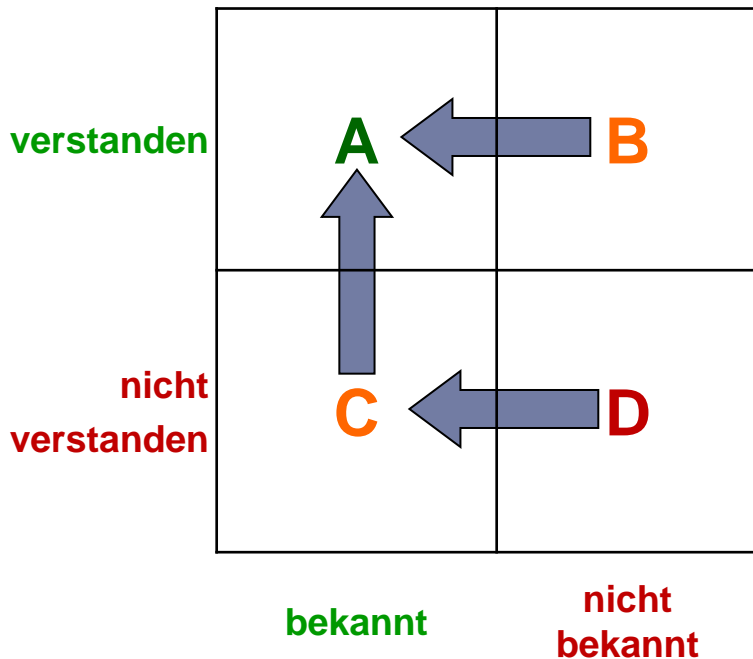 verstanden
A
B
nicht
verstanden
C
D
bekannt
nicht
bekannt